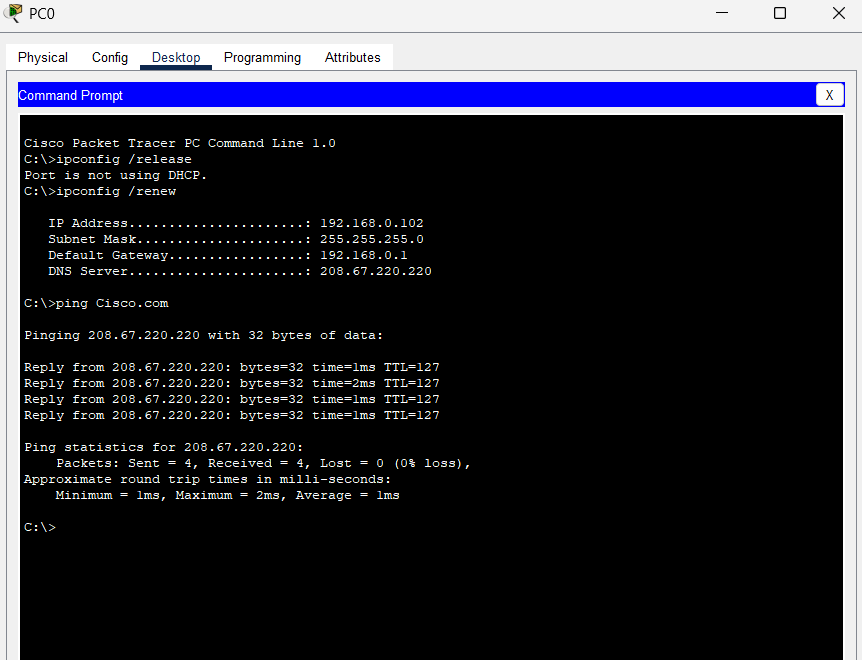 PC0
Physical Config Desktop Programming Attributes
Command Prompt X
Cisco Packet Tracer PC Command Line 1.0
C:\>ipconfig /release
Port is not using DHCP.
C:\>ipconfig /renew
IP Address......................: 192.168.0.102
Subnet Mask.....................: 255.255.255.0
Default Gateway.................: 192.168.0.1
DNS Server......................: 208.67.220.220
C:\>ping Cisco.com
Pinging 208.67.220.220 with 32 bytes of data:
Reply from 208.67.220.220: bytes=32 time=1ms TTL=127
Reply from 208.67.220.220: bytes=32 time=2ms TTL=127
Reply from 208.67.220.220: bytes=32 time=1ms TTL=127
Reply from 208.67.220.220: bytes=32 time=1ms TTL=127
Ping statistics for 208.67.220.220:
Packets: Sent = 4, Received = 4, Lost = 0 (0% loss),
Approximate round trip times in milli-seconds:
Minimum = 1ms, Maximum = 2ms, Average = 1ms
C:\>